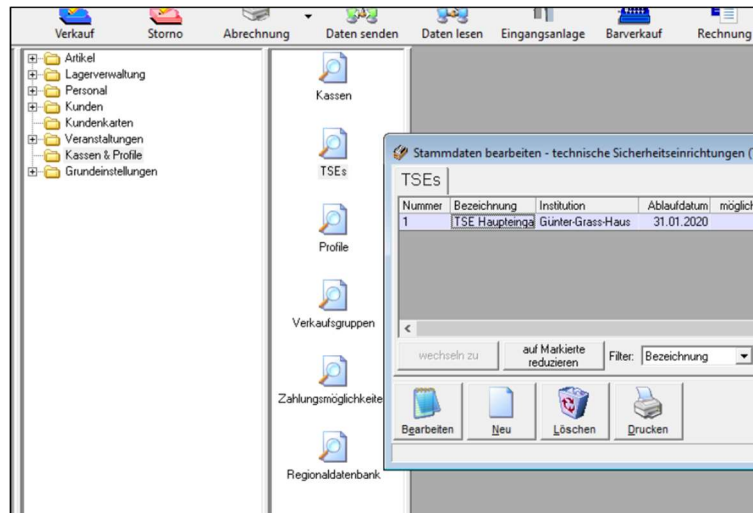 Verkauf Storno Abrechnung Daten senden Daten lesen Eingangsanlage Barverkauf Rechnung
Artikel
Lagerverwaltung
Personal
Kunden
Kundenkarten
Veranstaltungen
Kassen & Profile
Grundeinstellungen
Kassen
TSEs
Profile
Verkaufsgruppen
Zahlungsmöglichkeite
Regionaldatenbank
Stammdaten bearbeiten - technische Sicherheitseinrichtungen (
TSEs
Nummer Bezeichnung Institution Ablaufdatum möglich
1 TSE Haupteinga Günter-Grass-Haus 31.01.2020
wechseln zu
auf Markierte
reduzieren
Filter: Bezeichnung
Bearbeiten Neu Löschen Drucken